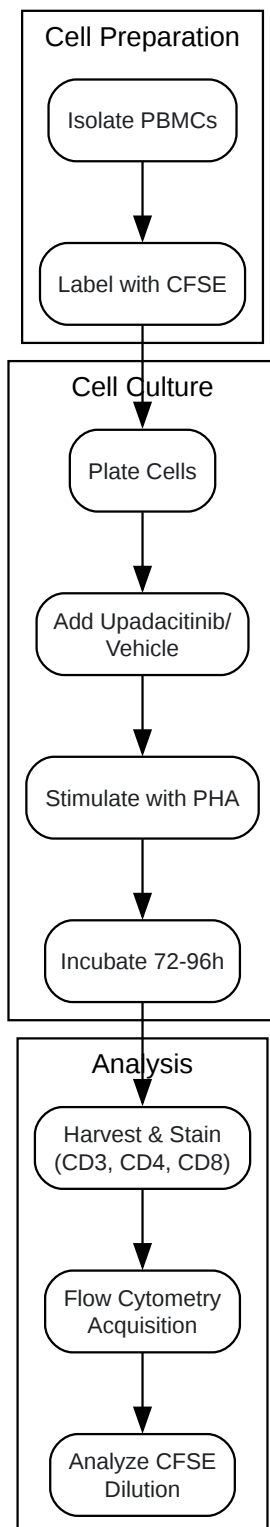 Cell Preparation
Isolate PBMCs
Label with CFSE
Cell Culture
Plate Cells
Add Upadacitinib/
Vehicle
Stimulate with PHA
Incubate 72-96h
Analysis
Harvest & Stain
(CD3, CD4, CD8)
Flow Cytometry
Acquisition
Analyze CFSE
Dilution